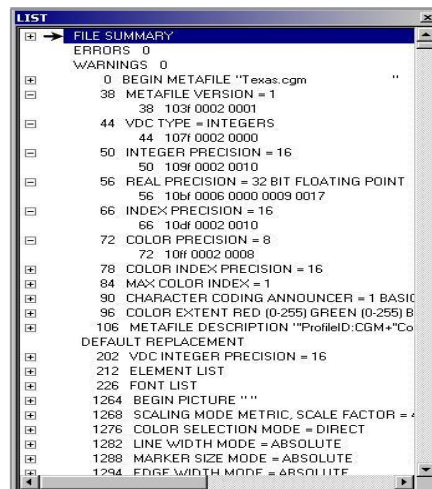 LIST
FILE SUMMARY
ERRORS 0
WARNINGS 0
0 BEGIN METAFILE "Texas.cgm "
38 METAFILE VERSION = 1
38 103f 0002 0001
44 VDC TYPE = INTEGERS
44 107f 0002 0000
50 INTEGER PRECISION = 16
50 109f 0002 0010
56 REAL PRECISION = 32 BIT FLOATING POINT
56 10bf 0006 0000 0009 0017
66 INDEX PRECISION = 16
66 10df 0002 0010
72 COLOR PRECISION = 8
72 10ff 0002 0008
78 COLOR INDEX PRECISION = 16
84 MAX COLOR INDEX = 1
90 CHARACTER CODING ANNOUNCER = 1 BASIC
96 COLOR EXTENT RED (0-255) GREEN (0-255) B
106 METAFILE DESCRIPTION "'ProfileID:CGM+"Co
DEFAULT REPLACEMENT
202 VDC INTEGER PRECISION = 16
212 ELEMENT LIST
226 FONT LIST
1264 BEGIN PICTURE " "
1268 SCALING MODE METRIC, SCALE FACTOR =
1276 COLOR SELECTION MODE = DIRECT
1282 LINE WIDTH MODE = ABSOLUTE
1288 MARKER SIZE MODE = ABSOLUTE
1294 EDGE WIDTH MODE = ABSOLUTE